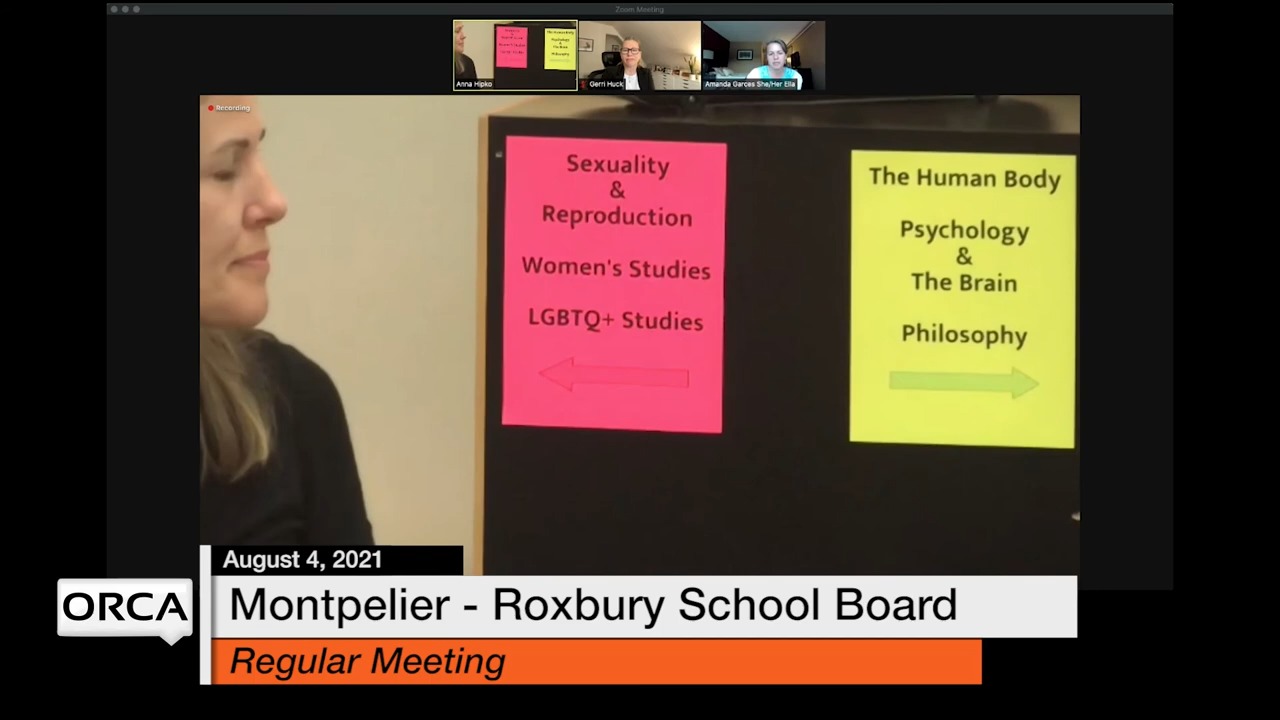 Zoom Meeting
Anna Hipko
Gerri Huck
Amanda Garces She/Her Ella
Recording
Sexuality
&
Reproduction
Women's Studies
LGBTQ+ Studies
The Human Body
Psychology
&
The Brain
Philosophy
August 4, 2021
ORCA
Montpelier - Roxbury School Board
Regular Meeting